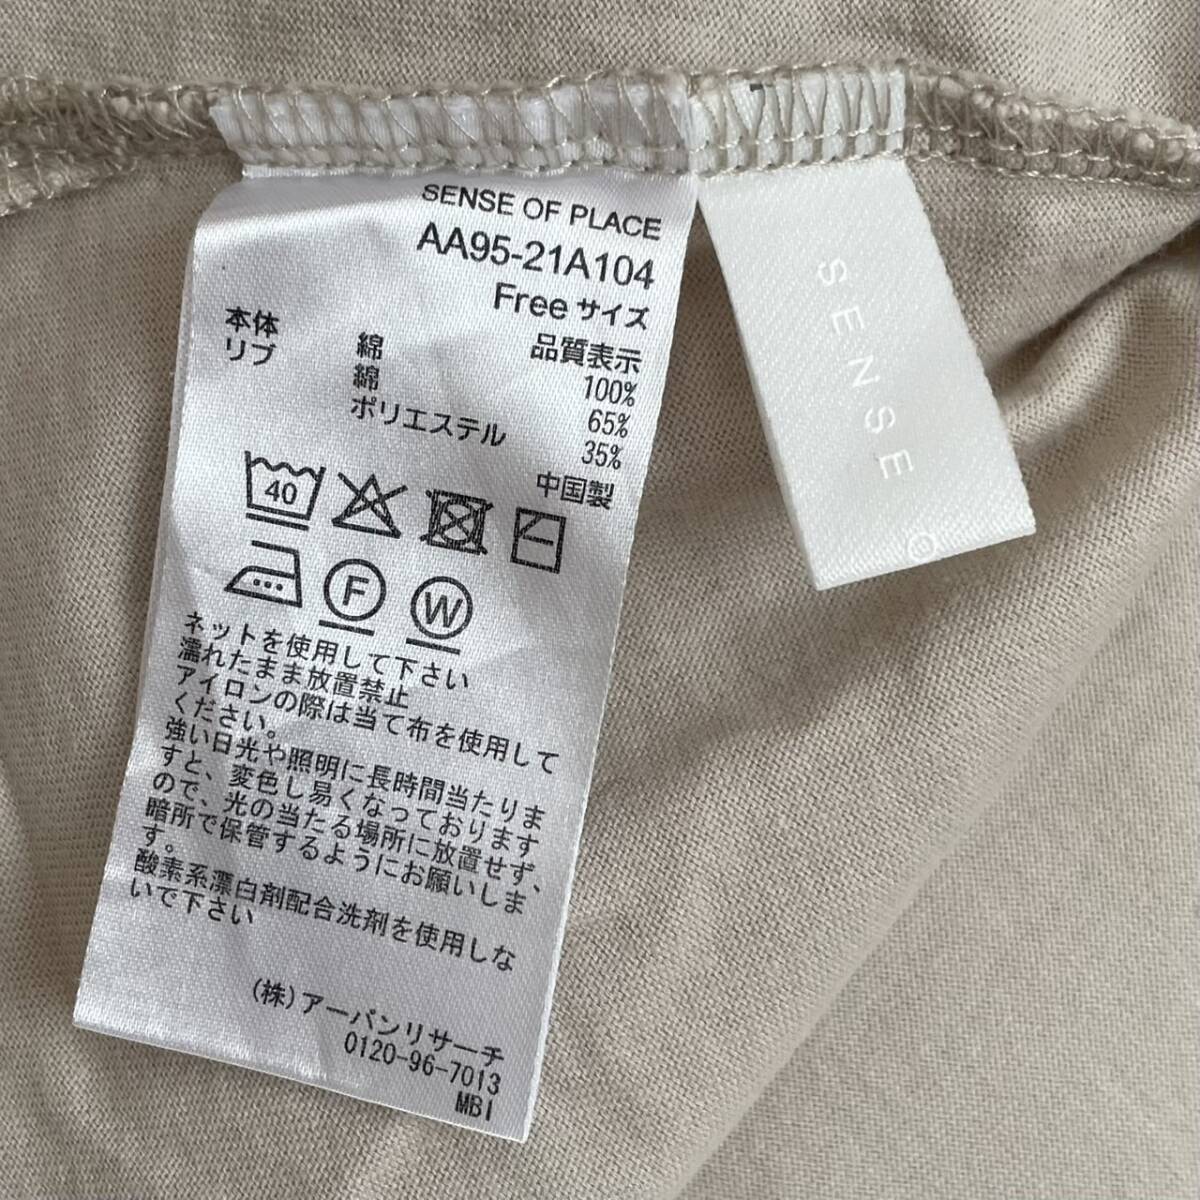 SENSE OF PLACE
AA95-21A104
Free サイズ
品質表示
本体 綿 100%
リブ 綿 65%
ポリエステル 35%
中国製
40
F W
ネットを使用して下さい
濡れたまま放置禁止
アイロンの際は当て布を使用して
ください。
強い日光や照明に長時間当たりま
すと、変色し易くなっております
ので、光の当たる場所に放置せず、
暗所で保管するようにお願いしま
す。
酸素系漂白剤配合洗剤を使用しな
いで下さい
(株)アーバンリサーチ
0120-96-7013
MBI
SENSE